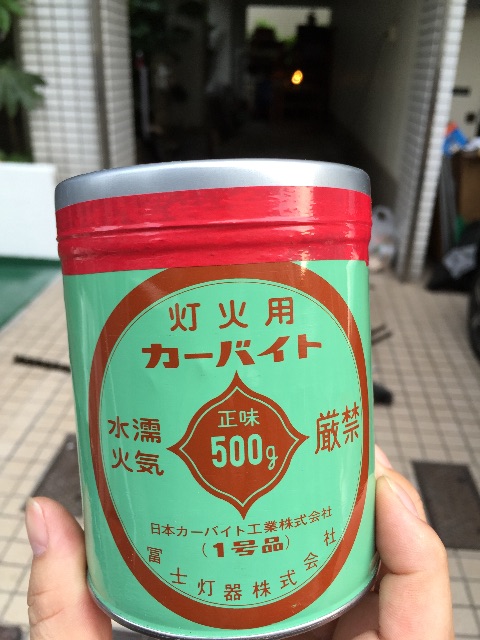 灯火用
カーバイト
水濡
火気
厳禁
正味
500g
日本カーバイト工業株式会社
(1号品)
冨士灯器株式会社